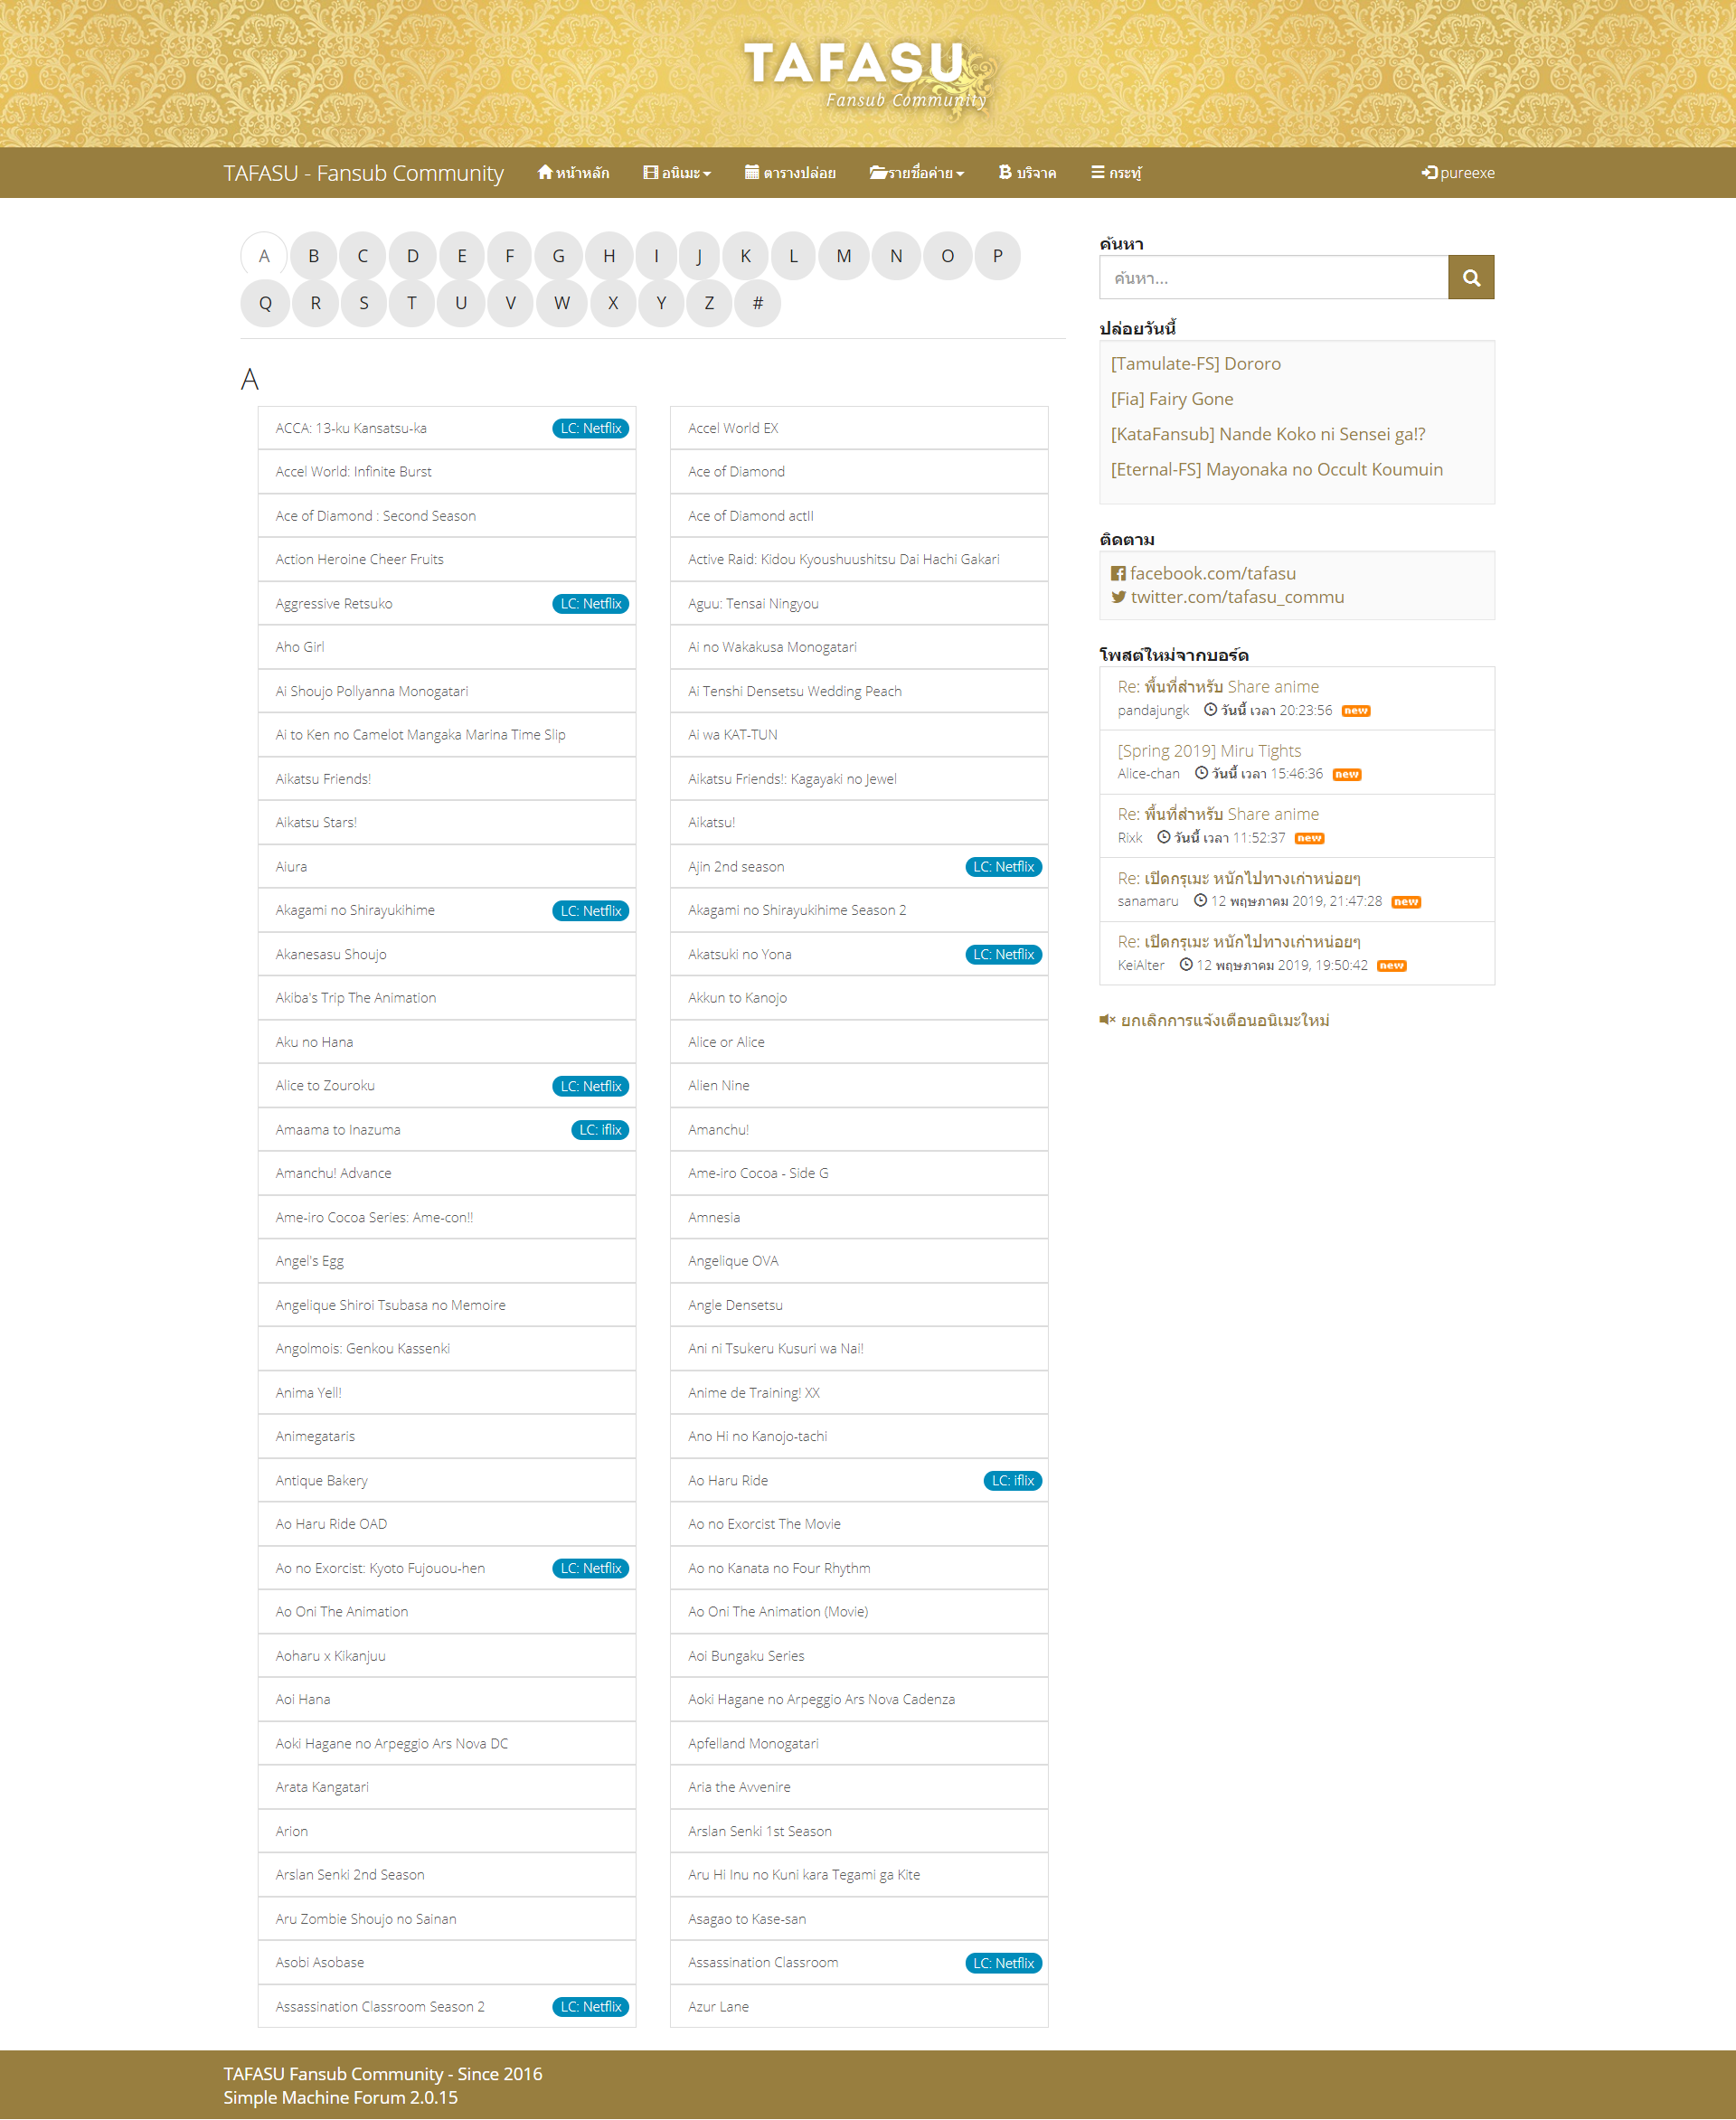 TAFASU
Fansub Community
TAFASU - Fansub Community หน้าหลัก อนิเมะ ตารางปล่อย รายชื่อค่าย บริจาค กระทู้ pureexe
A B C D E F G H I J K L M N O P
Q R S T U V W X Y Z #
A
ACCA: 13-ku Kansatsu-ka LC: Netflix
Accel World EX
Accel World: Infinite Burst
Ace of Diamond
Ace of Diamond : Second Season
Ace of Diamond actII
Action Heroine Cheer Fruits
Active Raid: Kidou Kyoushuushitsu Dai Hachi Gakari
Aggressive Retsuko LC: Netflix
Aguu: Tensai Ningyou
Aho Girl
Ai no Wakakusa Monogatari
Ai Shoujo Pollyanna Monogatari
Ai Tenshi Densetsu Wedding Peach
Ai to Ken no Camelot Mangaka Marina Time Slip
Ai wa KAT-TUN
Aikatsu Friends!
Aikatsu Friends!: Kagayaki no Jewel
Aikatsu Stars!
Aikatsu!
Aiura
Ajin 2nd season LC: Netflix
Akagami no Shirayukihime LC: Netflix
Akagami no Shirayukihime Season 2
Akanesasu Shoujo
Akatsuki no Yona LC: Netflix
Akiba's Trip The Animation
Akkun to Kanojo
Aku no Hana
Alice or Alice
Alice to Zouroku LC: Netflix
Alien Nine
Amaama to Inazuma LC: iflix
Amanchu!
Amanchu! Advance
Ame-iro Cocoa - Side G
Ame-iro Cocoa Series: Ame-con!!
Amnesia
Angel's Egg
Angelique OVA
Angelique Shiroi Tsubasa no Memoire
Angle Densetsu
Angolmois: Genkou Kassenki
Ani ni Tsukeru Kusuri wa Nai!
Anima Yell!
Anime de Training! XX
Animegataris
Ano Hi no Kanojo-tachi
Antique Bakery
Ao Haru Ride LC: iflix
Ao Haru Ride OAD
Ao no Exorcist The Movie
Ao no Exorcist: Kyoto Fujouou-hen LC: Netflix
Ao no Kanata no Four Rhythm
Ao Oni The Animation
Ao Oni The Animation (Movie)
Aoharu x Kikanjuu
Aoi Bungaku Series
Aoi Hana
Aoki Hagane no Arpeggio Ars Nova Cadenza
Aoki Hagane no Arpeggio Ars Nova DC
Apfelland Monogatari
Arata Kangatari
Aria the Avvenire
Arion
Arslan Senki 1st Season
Arslan Senki 2nd Season
Aru Hi Inu no Kuni kara Tegami ga Kite
Aru Zombie Shoujo no Sainan
Asagao to Kase-san
Asobi Asobase
Assassination Classroom LC: Netflix
Assassination Classroom Season 2 LC: Netflix
Azur Lane
ค้นหา
ค้นหา...
ปล่อยวันนี้
[Tamulate-FS] Dororo
[Fia] Fairy Gone
[KataFansub] Nande Koko ni Sensei ga!?
[Eternal-FS] Mayonaka no Occult Koumuin
ติดตาม
facebook.com/tafasu
twitter.com/tafasu_commu
โพสต์ใหม่จากบอร์ด
Re: พื้นที่สำหรับ Share anime
pandajungk วันนี้ เวลา 20:23:56 new
[Spring 2019] Miru Tights
Alice-chan วันนี้ เวลา 15:46:36 new
Re: พื้นที่สำหรับ Share anime
Rixk วันนี้ เวลา 11:52:37 new
Re: เปิดกรุเมะ หนักไปทางเก่าหน่อยๆ
sanamaru 12 พฤษภาคม 2019, 21:47:28 new
Re: เปิดกรุเมะ หนักไปทางเก่าหน่อยๆ
KeiAlter 12 พฤษภาคม 2019, 19:50:42 new
ยกเลิกการแจ้งเตือนอนิเมะใหม่
TAFASU Fansub Community - Since 2016
Simple Machine Forum 2.0.15